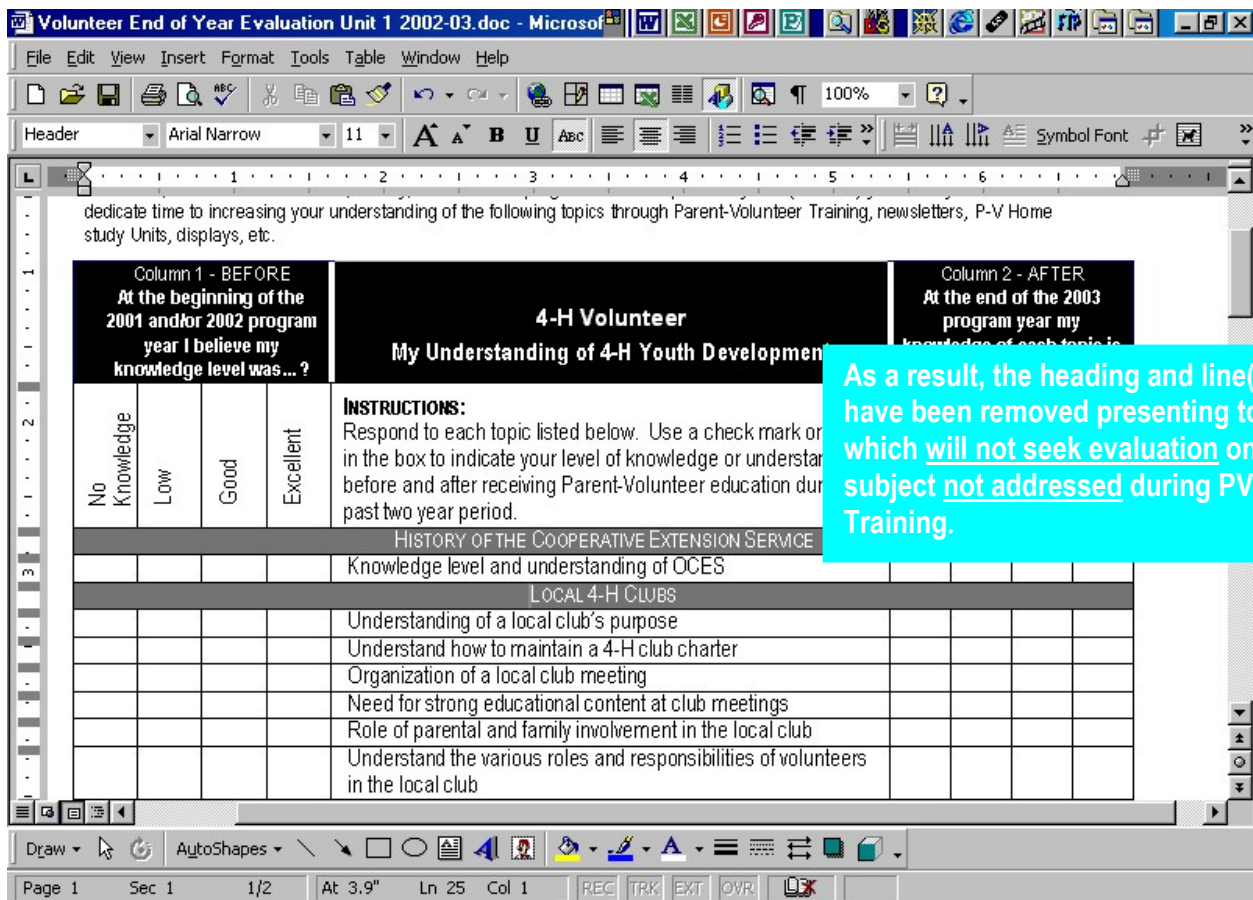 Volunteer End of Year Evaluation Unit 1 2002-03.doc - Microsof
File Edit View Insert Format Tools Table Window Help
100%
Header Arial Narrow 11 A A B U ABC Symbol Font
1 2 3 4 5 6
dedicate time to increasing your understanding of the following topics through Parent-Volunteer Training, newsletters, P-V Home
study Units, displays, etc.
Column 1 - BEFORE
At the beginning of the
2001 and/or 2002 program
year I believe my
knowledge level was... ?
4-H Volunteer
My Understanding of 4-H Youth Development
Column 2 - AFTER
At the end of the 2003
program year my
knowledge of each topic is
No Knowledge
Low
Good
Excellent
INSTRUCTIONS:
Respond to each topic listed below. Use a check mark or
in the box to indicate your level of knowledge or understan
before and after receiving Parent-Volunteer education dur
past two year period.
As a result, the heading and line(
have been removed presenting to
which will not seek evaluation on
subject not addressed during PV
Training.
HISTORY OF THE COOPERATIVE EXTENSION SERVICE
Knowledge level and understanding of OCES
LOCAL 4-H CLUBS
Understanding of a local club's purpose
Understand how to maintain a 4-H club charter
Organization of a local club meeting
Need for strong educational content at club meetings
Role of parental and family involvement in the local club
Understand the various roles and responsibilities of volunteers
in the local club
Draw AutoShapes
Page 1 Sec 1 1/2 At 3.9" Ln 25 Col 1 REC TRK EXT OVR